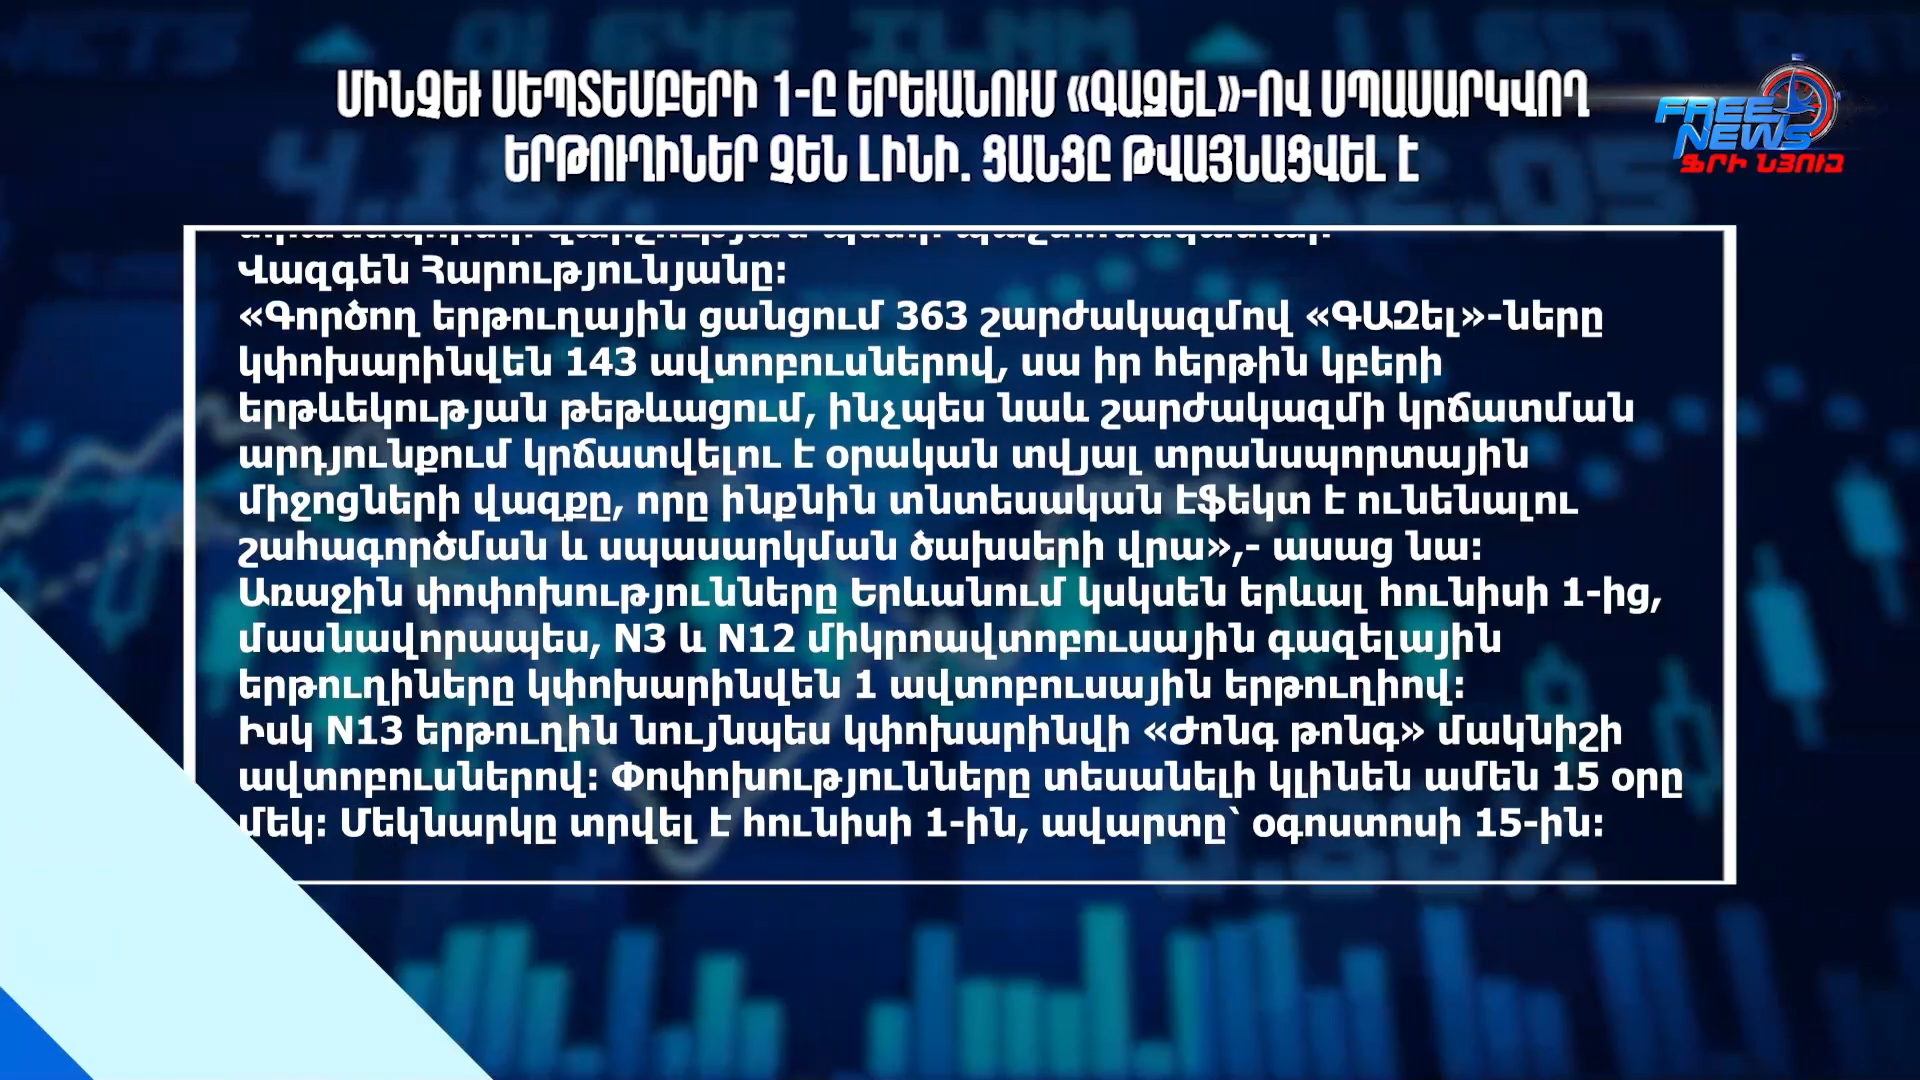 ՄԻՆՉԵՒ ՍԵՊՏԵՄԲԵՐԻ 1-Ը ԵՐԵՒԱՆՈՒՄ «ԳԱԶԵԼ»-ՈՎ ՍՊԱՍԱՐԿՎՈՂ
ԵՐԹՈՒՂԻՆԵՐ ՉԵՆ ԼԻՆԻ. ՑԱՆՑԸ ԹՎԱՅՆԱՑՎԵԼ Է
FREE
NEWS
ՖՐԻ ՆՅՈՒԶ
Վազգեն Հարությունյանը:
«Գործող երթուղային ցանցում 363 շարժակազմով «ԳԱԶել»-ները
կփոխարինվեն 143 ավտոբուսներով, սա իր հերթին կբերի
երթևեկության թեթևացում, ինչպես նաև շարժակազմի կրճատման
արդյունքում կրճատվելու է օրական տվյալ տրանսպորտային
միջոցների վազքը, որը ինքնին տնտեսական էֆեկտ է ունենալու
շահագործման և սպասարկման ծախսերի վրա»,- ասաց նա:
Առաջին փոփոխությունները Երևանում կսկսեն երևալ հունիսի 1-ից,
մասնավորապես, N3 և N12 միկրոավտոբուսային գազելային
երթուղիները կփոխարինվեն 1 ավտոբուսային երթուղիով:
Իսկ N13 երթուղին նույնպես կփոխարինվի «Ժոնգ թոնգ» մակնիշի
ավտոբուսներով: Փոփոխությունները տեսանելի կլինեն ամեն 15 օրը
մեկ: Մեկնարկը տրվել է հունիսի 1-ին, ավարտը` օգոստոսի 15-ին: